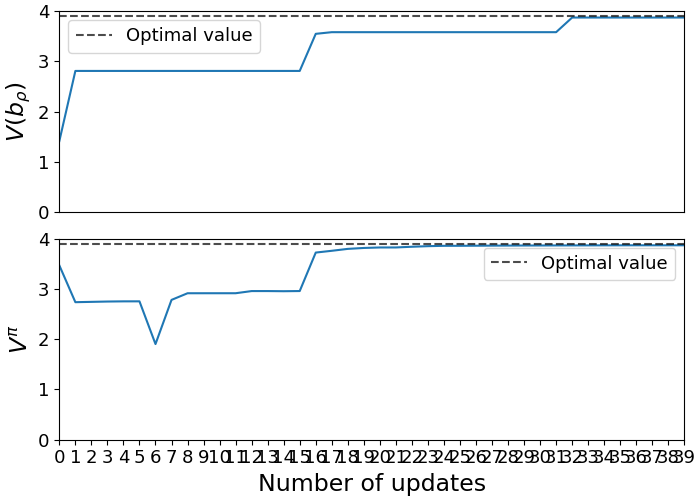 4
Optimal value
3
V(bρ)
2
1
0
4
Optimal value
3
Vπ
2
1
0
0 1 2 3 4 5 6 7 8 9 10 11 12 13 14 15 16 17 18 19 20 21 22 23 24 25 26 27 28 29 30 31 32 33 34 35 36 37 38 39
Number of updates